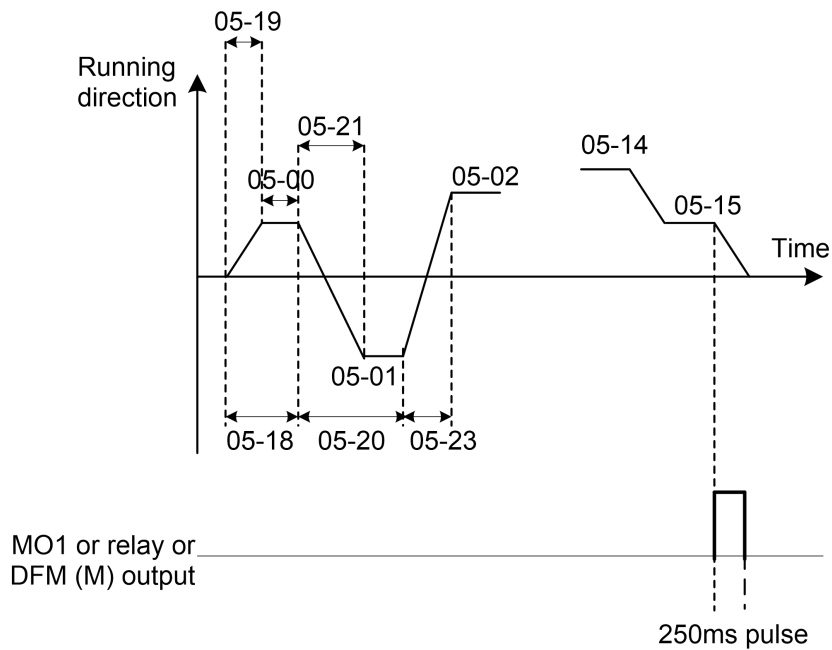 05-19
Running
direction
05-21
05-14
05-00
05-02
05-15
Time
05-01
05-18
05-20
05-23
MO1 or relay or
DFM (M) output
250ms pulse